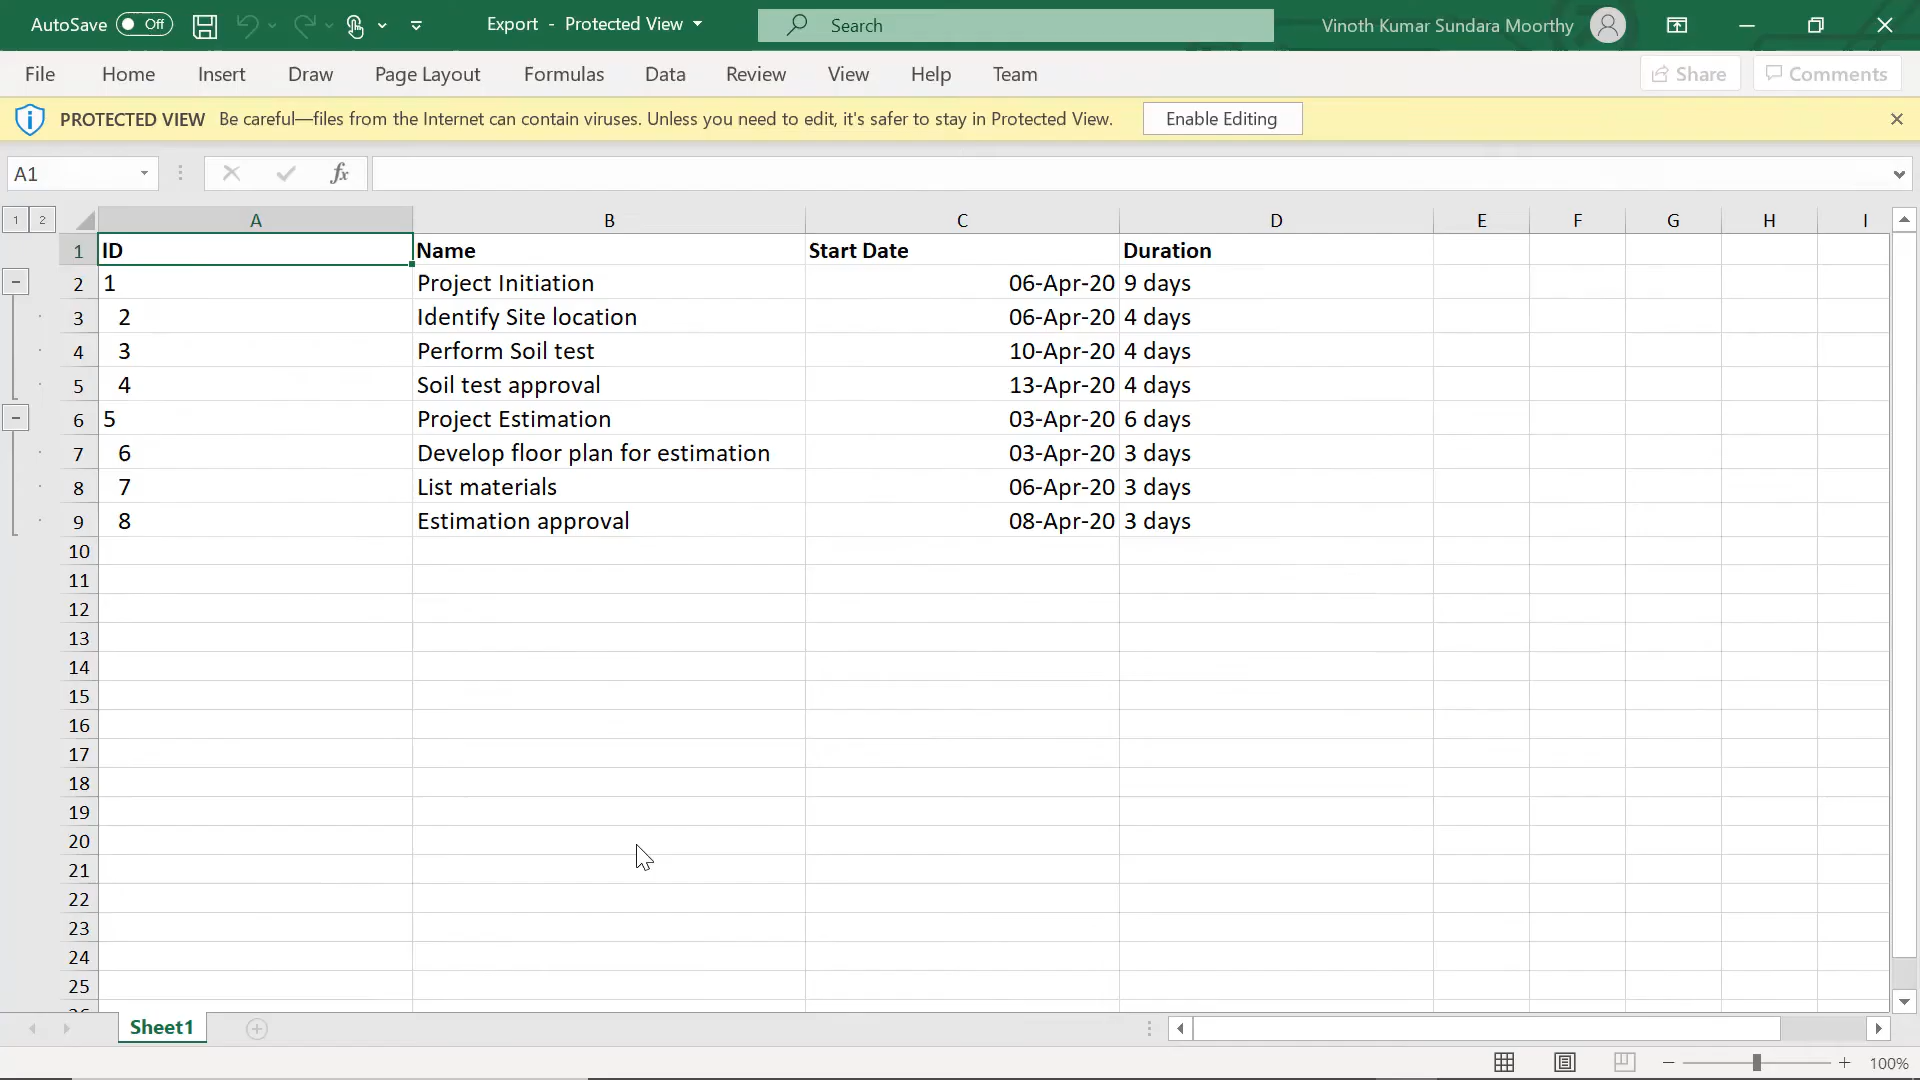 AutoSave Off Export - Protected View Search Vinoth Kumar Sundara Moorthy
File Home Insert Draw Page Layout Formulas Data Review View Help Team Share Comments
PROTECTED VIEW Be careful—files from the Internet can contain viruses. Unless you need to edit, it's safer to stay in Protected View. Enable Editing
A1 fx
1 2 A B C D E F G H I
1 ID Name Start Date Duration
2 1 Project Initiation 06-Apr-20 9 days
3 2 Identify Site location 06-Apr-20 4 days
4 3 Perform Soil test 10-Apr-20 4 days
5 4 Soil test approval 13-Apr-20 4 days
6 5 Project Estimation 03-Apr-20 6 days
7 6 Develop floor plan for estimation 03-Apr-20 3 days
8 7 List materials 06-Apr-20 3 days
9 8 Estimation approval 08-Apr-20 3 days
10
11
12
13
14
15
16
17
18
19
20
21
22
23
24
25
Sheet1
100%